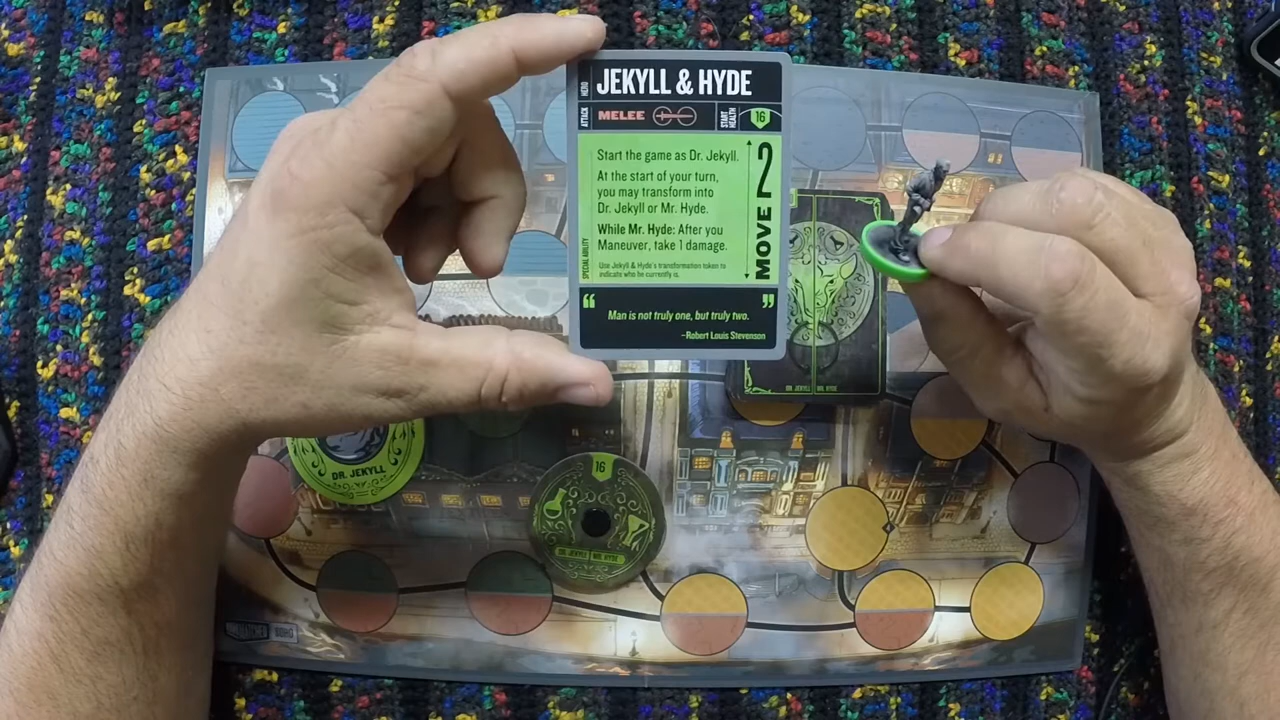 HERO
JEKYLL & HYDE
ATTACK
MELEE
START HEALTH
16
Start the game as Dr. Jekyll.
At the start of your turn,
you may transform into
Dr. Jekyll or Mr. Hyde.
While Mr. Hyde: After you
Maneuver, take 1 damage.
Use Jekyll & Hyde's transformation token to
indicate who he currently is.
SPECIAL ABILITY
MOVE 2
“ Man is not truly one, but truly two. ”
–Robert Louis Stevenson
DR. JEKYLL MR. HYDE
DR. JEKYLL
16
DR. JEKYLL MR. HYDE
SOHO